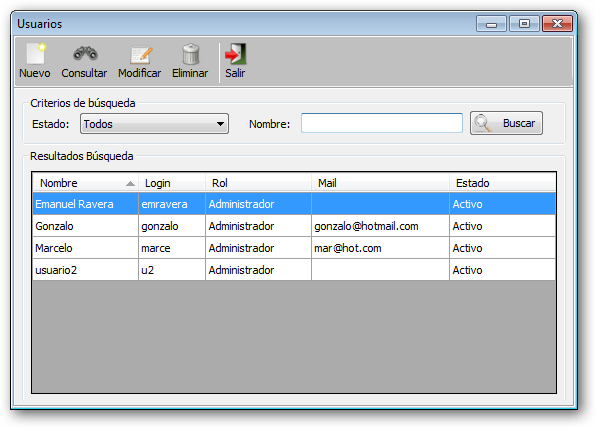 Usuarios
Nuevo Consultar Modificar Eliminar Salir
Criterios de búsqueda
Estado: Todos Nombre: Buscar
Resultados Búsqueda
Nombre Login Rol Mail Estado
Emanuel Ravera emravera Administrador Activo
Gonzalo gonzalo Administrador gonzalo@hotmail.com Activo
Marcelo marce Administrador mar@hot.com Activo
usuario2 u2 Administrador Activo